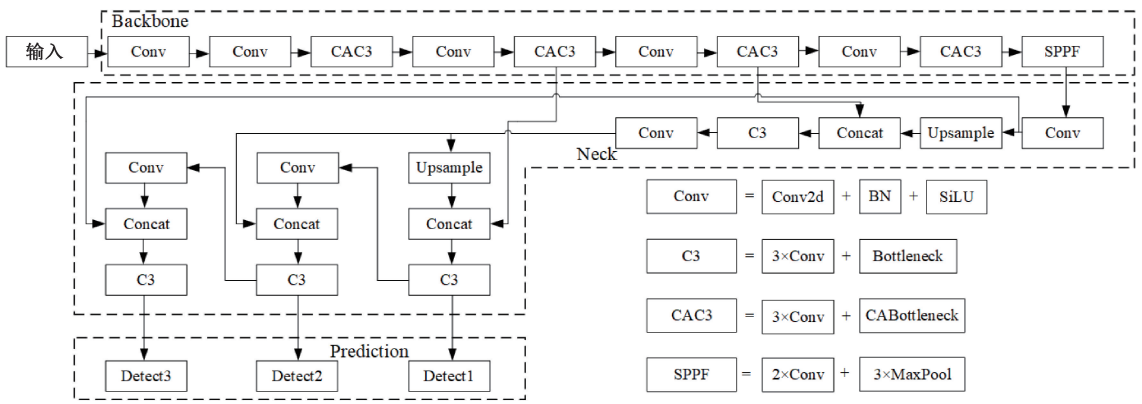 Backbone
输入 Conv Conv CAC3 Conv CAC3 Conv CAC3 Conv CAC3 SPPF
Conv C3 Concat Upsample Conv
Neck
Conv Conv Upsample
Concat Concat Concat
C3 C3 C3
Prediction
Detect3 Detect2 Detect1
Conv = Conv2d + BN + SiLU
C3 = 3×Conv + Bottleneck
CAC3 = 3×Conv + CABottleneck
SPPF = 2×Conv + 3×MaxPool